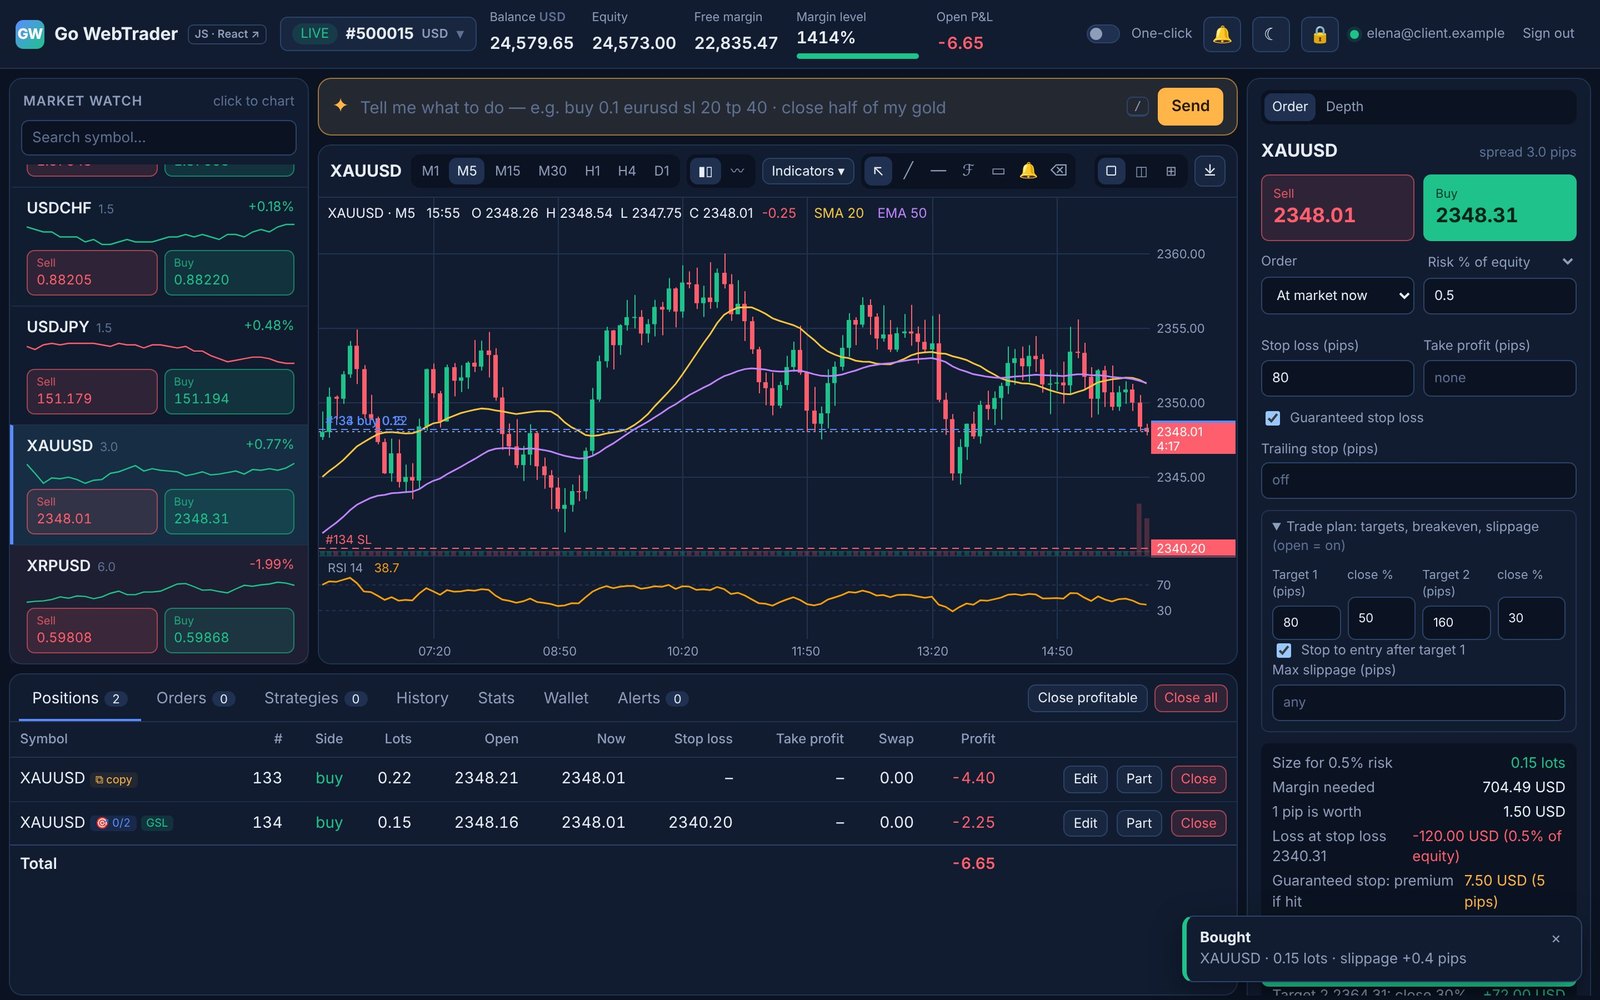 GW Go WebTrader JS · React ↗ LIVE #500015 USD ▾
Balance USD Equity Free margin Margin level Open P&L
24,579.65 24,573.00 22,835.47 1414% -6.65
One-click elena@client.example Sign out
MARKET WATCH click to chart
Search symbol...
USDCHF 1.5 +0.18%
Sell Buy
0.88205 0.88220
USDJPY 1.5 +0.48%
Sell Buy
151.179 151.194
XAUUSD 3.0 +0.77%
Sell Buy
2348.01 2348.31
XRPUSD 6.0 -1.99%
Sell Buy
0.59808 0.59868
Tell me what to do — e.g. buy 0.1 eurusd sl 20 tp 40 · close half of my gold / Send
XAUUSD M1 M5 M15 M30 H1 H4 D1 Indicators ▾
XAUUSD · M5 15:55 O 2348.26 H 2348.54 L 2347.75 C 2348.01 -0.25 SMA 20 EMA 50
2360.00
2355.00
2350.00
2348.01
4:17
2345.00
#134 SL
2340.20
RSI 14 38.7
70
30
07:20 08:50 10:20 11:50 13:20 14:50
Positions 2 Orders 0 Strategies 0 History Stats Wallet Alerts 0 Close profitable Close all
Symbol # Side Lots Open Now Stop loss Take profit Swap Profit
XAUUSD copy 133 buy 0.22 2348.21 2348.01 – – 0.00 -4.40 Edit Part Close
XAUUSD 0/2 GSL 134 buy 0.15 2348.16 2348.01 2340.20 – 0.00 -2.25 Edit Part Close
Total -6.65
Order Depth
XAUUSD spread 3.0 pips
Sell Buy
2348.01 2348.31
Order Risk % of equity
At market now 0.5
Stop loss (pips) Take profit (pips)
80 none
Guaranteed stop loss
Trailing stop (pips)
off
▼ Trade plan: targets, breakeven, slippage
(open = on)
Target 1 (pips) close % Target 2 (pips) close %
80 50 160 30
Stop to entry after target 1
Max slippage (pips)
any
Size for 0.5% risk 0.15 lots
Margin needed 704.49 USD
1 pip is worth 1.50 USD
Loss at stop loss 2340.31 -120.00 USD (0.5% of equity)
Guaranteed stop: premium if hit 7.50 USD (5 pips)
Bought ×
XAUUSD · 0.15 lots · slippage +0.4 pips
Target 2 2364.31: close 30% +72.00 USD